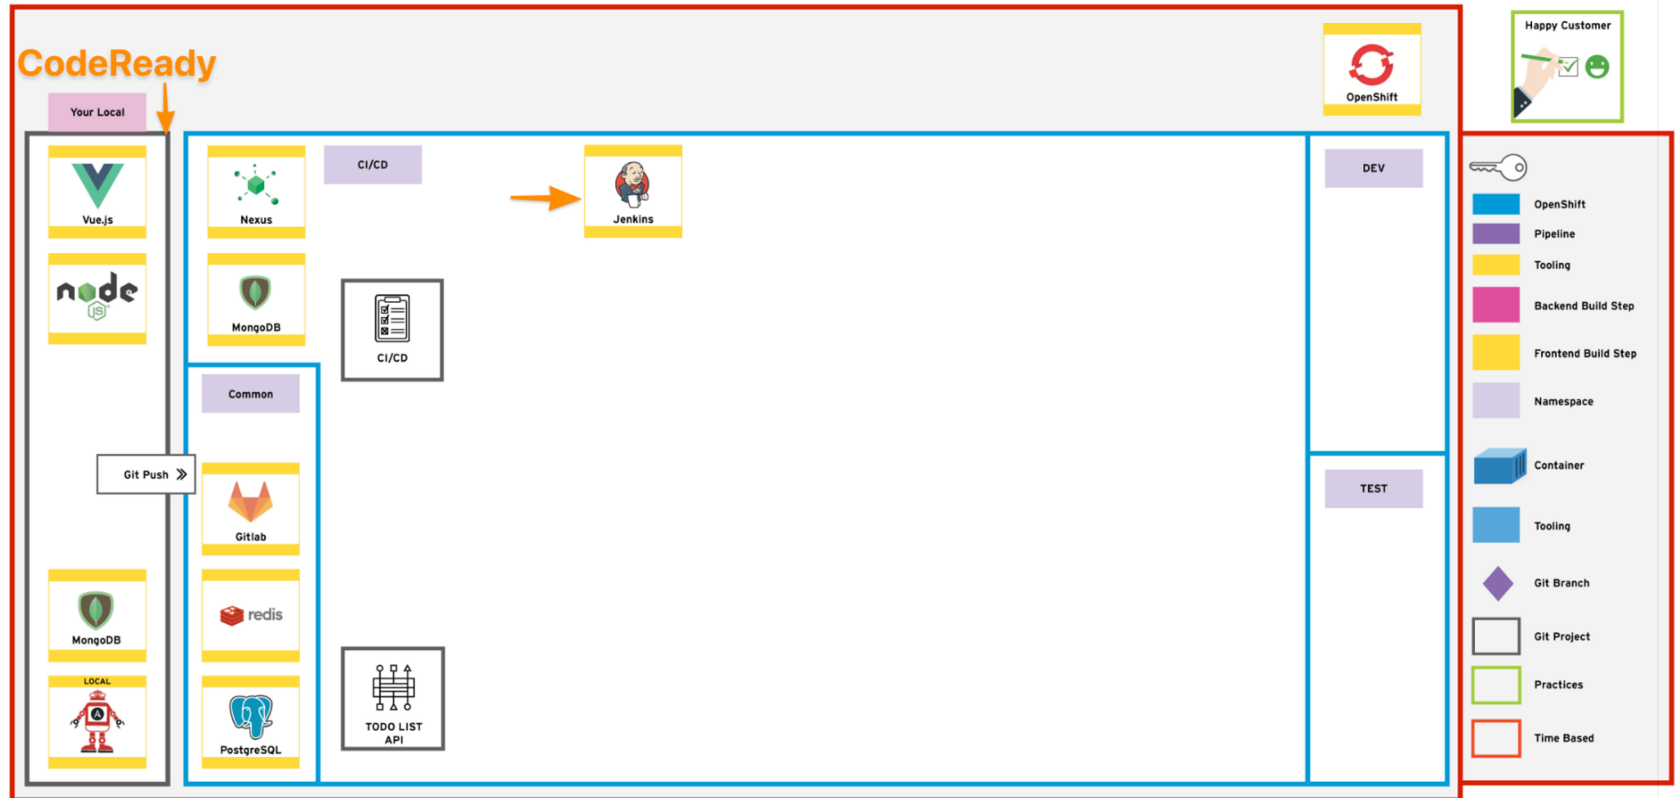 CodeReady
Your Local
Vue.js
node
JS
MongoDB
LOCAL
A
Git Push »
Nexus
MongoDB
CI/CD
CI/CD
Common
Gitlab
redis
PostgreSQL
TODO LIST
API
Jenkins
OpenShift
DEV
TEST
Happy Customer
OpenShift
Pipeline
Tooling
Backend Build Step
Frontend Build Step
Namespace
Container
Tooling
Git Branch
Git Project
Practices
Time Based